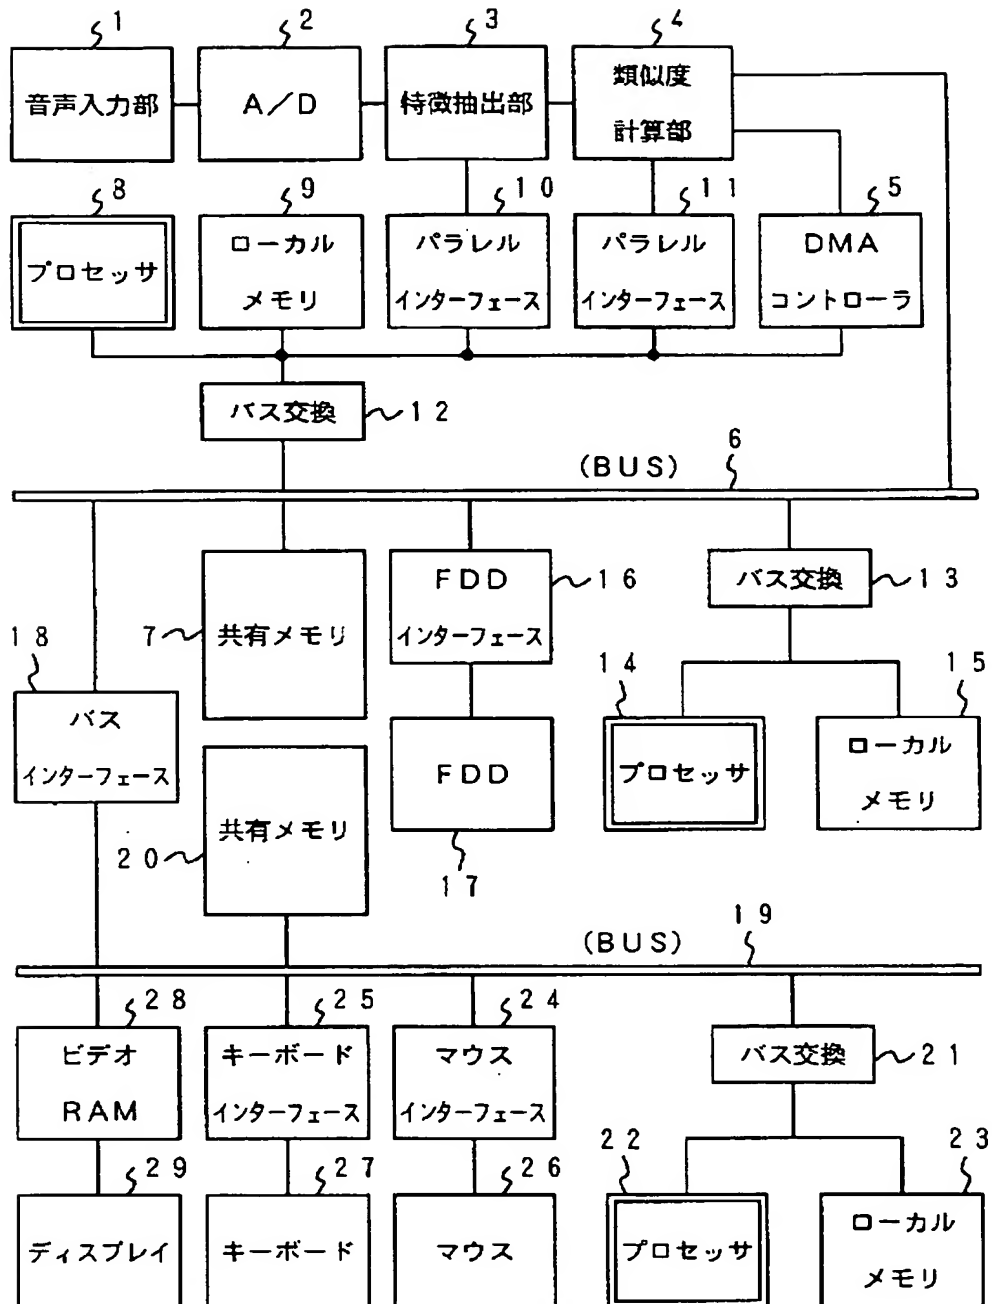 1
2
3
4
音声入力部
A/D
特徴抽出部
類似度
計算部
8
9
10
11
5
プロセッサ
ローカル
メモリ
パラレル
インターフェース
パラレル
インターフェース
DMA
コントローラ
バス交換
12
(BUS)
6
共有メモリ
7
FDD
インターフェース
16
バス交換
13
18
バス
インターフェース
FDD
17
14
プロセッサ
15
ローカル
メモリ
共有メモリ
20
(BUS)
19
28
25
24
ビデオ
RAM
キーボード
インターフェース
マウス
インターフェース
バス交換
21
29
27
26
22
23
ディスプレイ
キーボード
マウス
プロセッサ
ローカル
メモリ